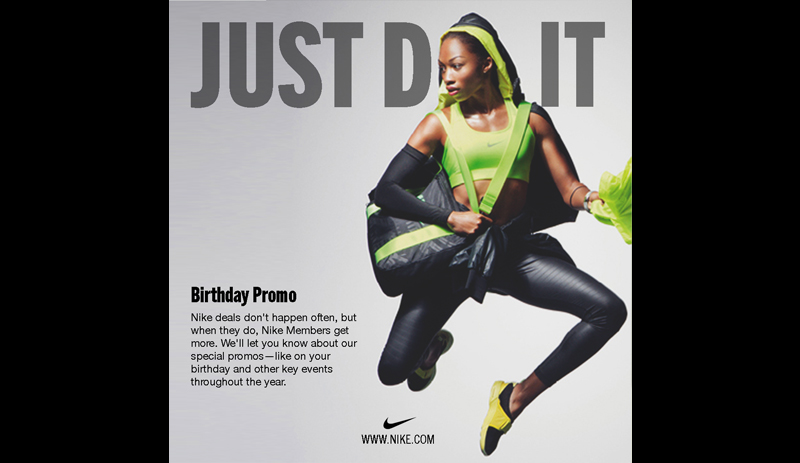 JUST DO IT
Birthday Promo
Nike deals don't happen often, but
when they do, Nike Members get
more. We'll let you know about our
special promos—like on your
birthday and other key events
throughout the year.
WWW.NIKE.COM